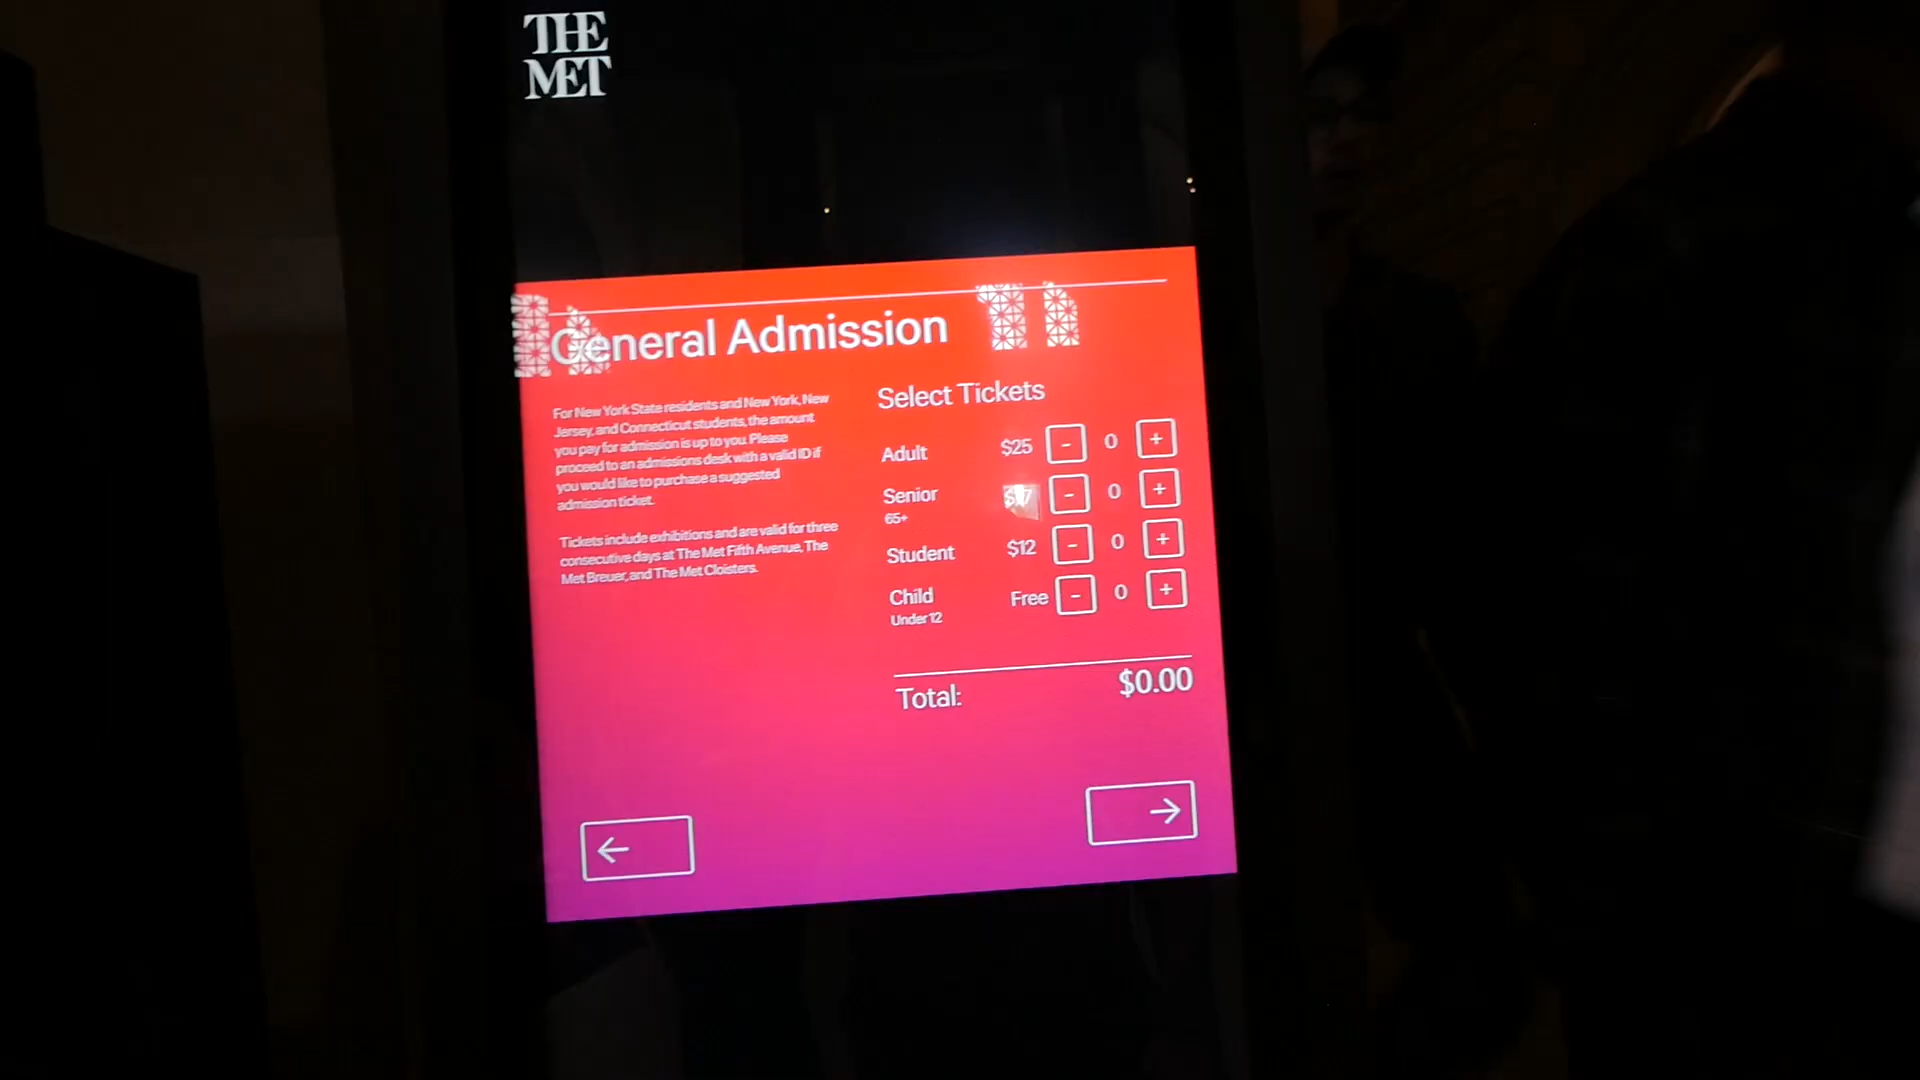 THE
MET
General Admission
For New York State residents and New York, New
Jersey, and Connecticut students, the amount
you pay for admission is up to you. Please
proceed to an admissions desk with a valid ID if
you would like to purchase a suggested
admission ticket.
Tickets include exhibitions and are valid for three
consecutive days at The Met Fifth Avenue, The
Met Breuer, and The Met Cloisters.
Select Tickets
Adult $25 - 0 +
Senior $17 - 0 +
65+
Student $12 - 0 +
Child Free - 0 +
Under 12
Total: $0.00
← →